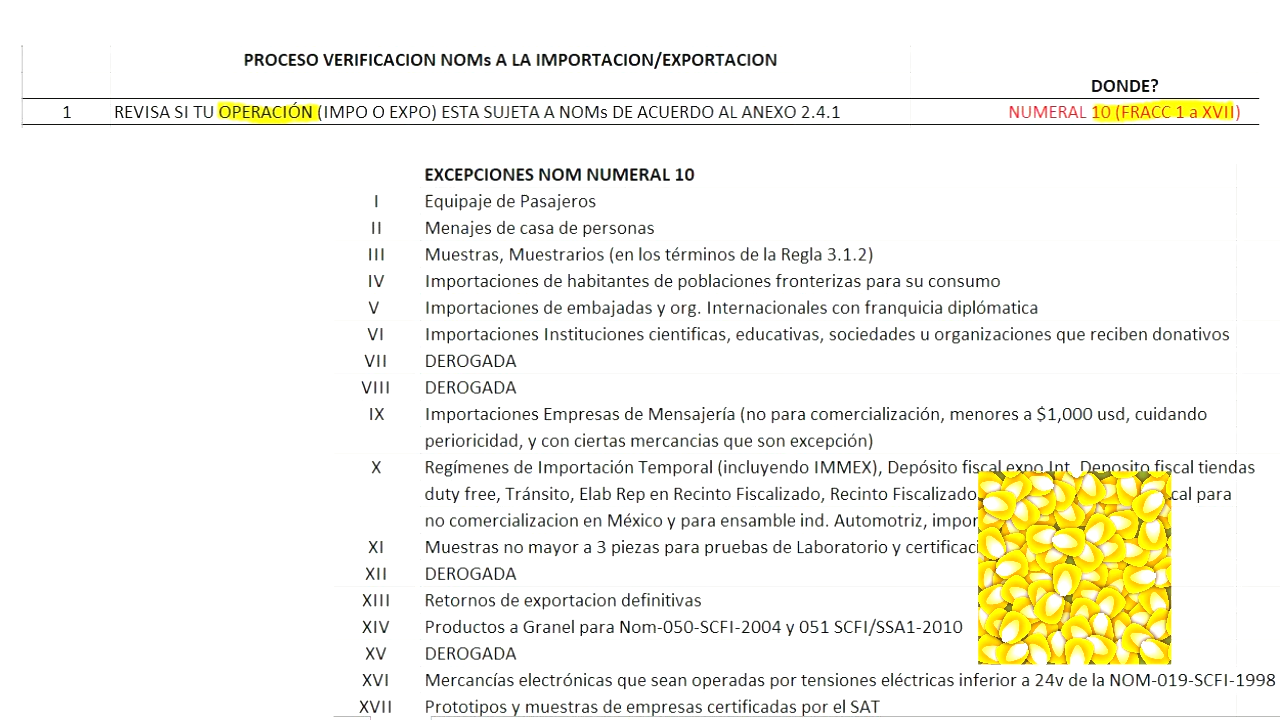 PROCESO VERIFICACION NOMs A LA IMPORTACION/EXPORTACION
DONDE?
1 REVISA SI TU OPERACIÓN (IMPO O EXPO) ESTA SUJETA A NOMs DE ACUERDO AL ANEXO 2.4.1 NUMERAL 10 (FRACC 1 a XVII)
EXCEPCIONES NOM NUMERAL 10
I Equipaje de Pasajeros
II Menajes de casa de personas
III Muestras, Muestrarios (en los términos de la Regla 3.1.2)
IV Importaciones de habitantes de poblaciones fronterizas para su consumo
V Importaciones de embajadas y org. Internacionales con franquicia diplómatica
VI Importaciones Instituciones cientificas, educativas, sociedades u organizaciones que reciben donativos
VII DEROGADA
VIII DEROGADA
IX Importaciones Empresas de Mensajería (no para comercialización, menores a $1,000 usd, cuidando
perioricidad, y con ciertas mercancias que son excepción)
X Regímenes de Importación Temporal (incluyendo IMMEX), Depósito fiscal expo Int, Deposito fiscal tiendas
duty free, Tránsito, Elab Rep en Recinto Fiscalizado, Recinto Fiscalizado para
no comercializacion en México y para ensamble ind. Automotriz,
XI Muestras no mayor a 3 piezas para pruebas de Laboratorio y
XII DEROGADA
XIII Retornos de exportacion definitivas
XIV Productos a Granel para Nom-050-SCFI-2004 y 051 SCFI/SSA1-2010
XV DEROGADA
XVI Mercancías electrónicas que sean operadas por tensiones eléctricas inferior a 24v de la NOM-019-SCFI-1998
XVII Prototipos y muestras de empresas certificadas por el SAT